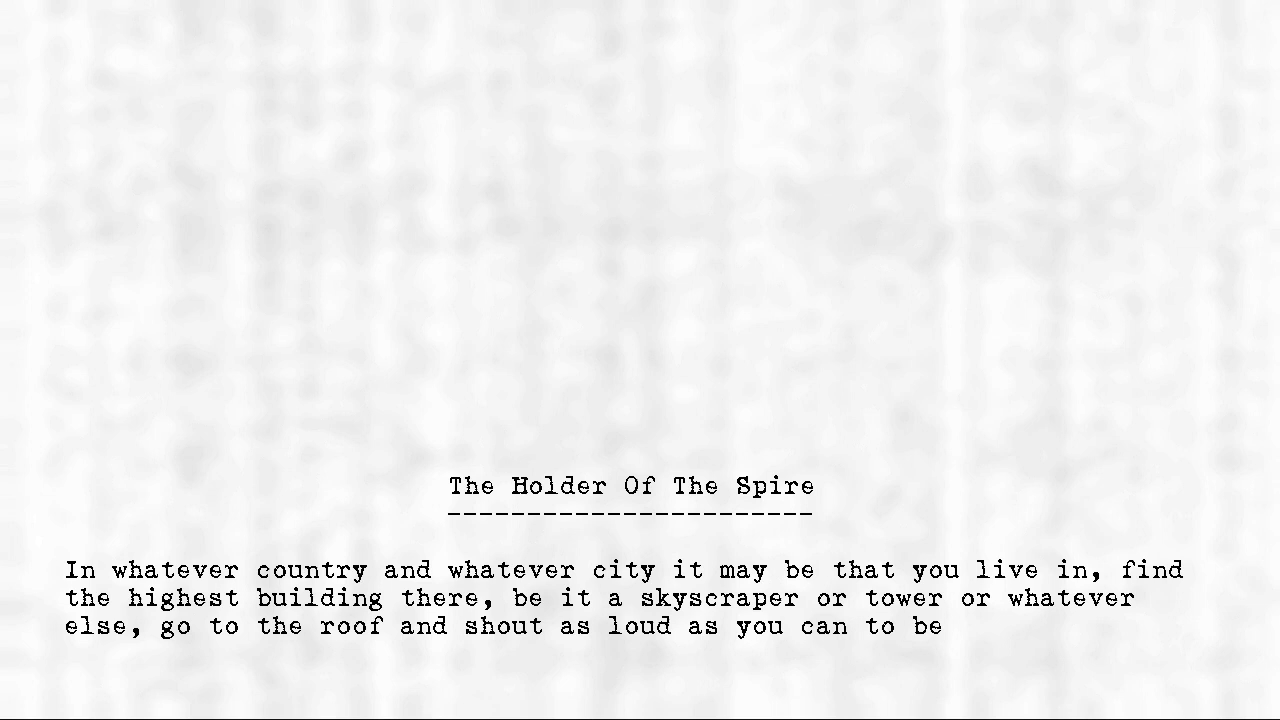 The Holder Of The Spire
-----------------------
In whatever country and whatever city it may be that you live in, find
the highest building there, be it a skyscraper or tower or whatever
else, go to the roof and shout as loud as you can to be